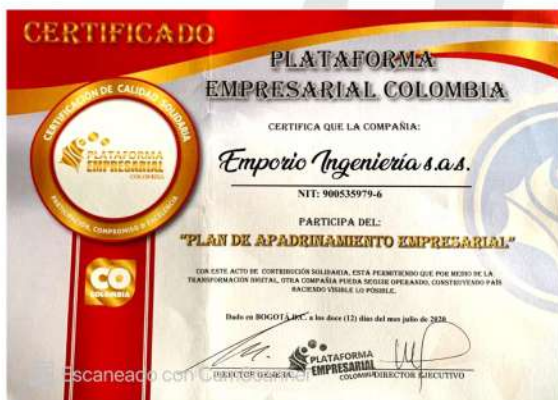 CERTIFICADO
PLATAFORMA
EMPRESARIAL COLOMBIA
CERTIFICACIÓN DE CALIDAD SOLIDARIA
PLATAFORMA
EMPRESARIAL
COLOMBIA
PARTICIPACIÓN, COMPROMISO Y EXCELENCIA
CO
COLOMBIA
CERTIFICA QUE LA COMPAÑIA:
Emporio Ingeniería s.a.s.
NIT: 900535979-6
PARTICIPA DEL:
"PLAN DE APADRINAMIENTO EMPRESARIAL"
CON ESTE ACTO DE CONTRIBUCIÓN SOLIDARIA, ESTÁ PERMITIENDO QUE POR MEDIO DE LA
TRANSFORMACIÓN DIGITAL, OTRA COMPAÑIA PUEDA SEGUIR OPERANDO, CONSTRUYENDO PAÍS
HACIENDO VISIBLE LO POSIBLE.
Dado en BOGOTÁ D.C. a los doce (12) días del mes julio de 2020
PLATAFORMA
EMPRESARIAL
COLOMBIA
DIRECTOR GENERAL
DIRECTOR EJECUTIVO
Escaneado con CamScanner